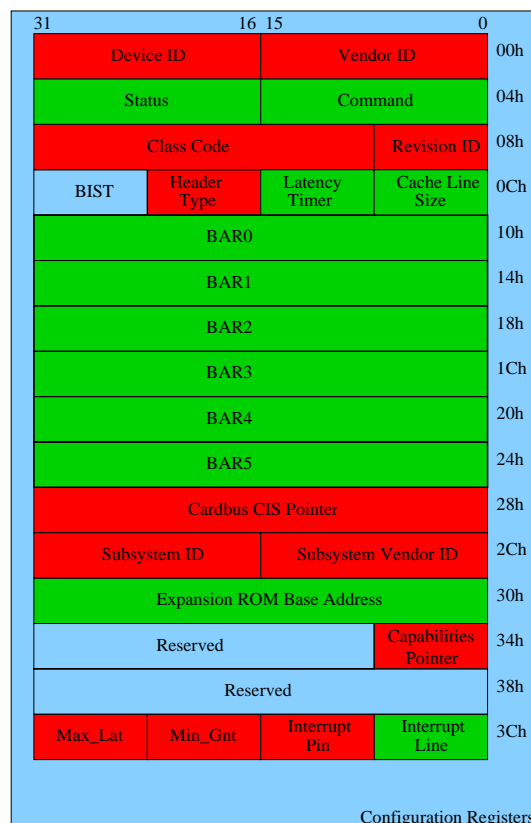 31 16 15 0
Device ID Vendor ID 00h
Status Command 04h
Class Code Revision ID 08h
BIST Header Type Latency Timer Cache Line Size 0Ch
BAR0 10h
BAR1 14h
BAR2 18h
BAR3 1Ch
BAR4 20h
BAR5 24h
Cardbus CIS Pointer 28h
Subsystem ID Subsystem Vendor ID 2Ch
Expansion ROM Base Address 30h
Reserved Capabilities Pointer 34h
Reserved 38h
Max_Lat Min_Gnt Interrupt Pin Interrupt Line 3Ch
Configuration Registers